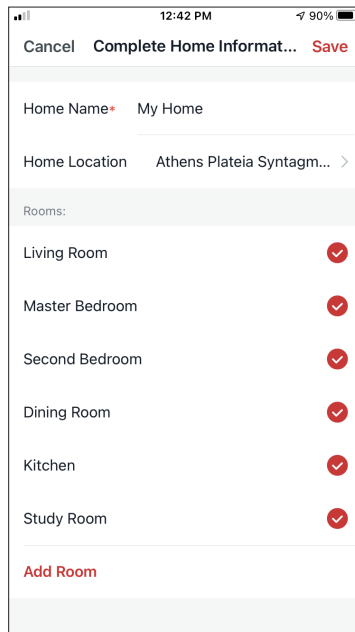 12:42 PM 90%
Cancel Complete Home Informat... Save
Home Name* My Home
Home Location Athens Plateia Syntagm...
Rooms:
Living Room
Master Bedroom
Second Bedroom
Dining Room
Kitchen
Study Room
Add Room